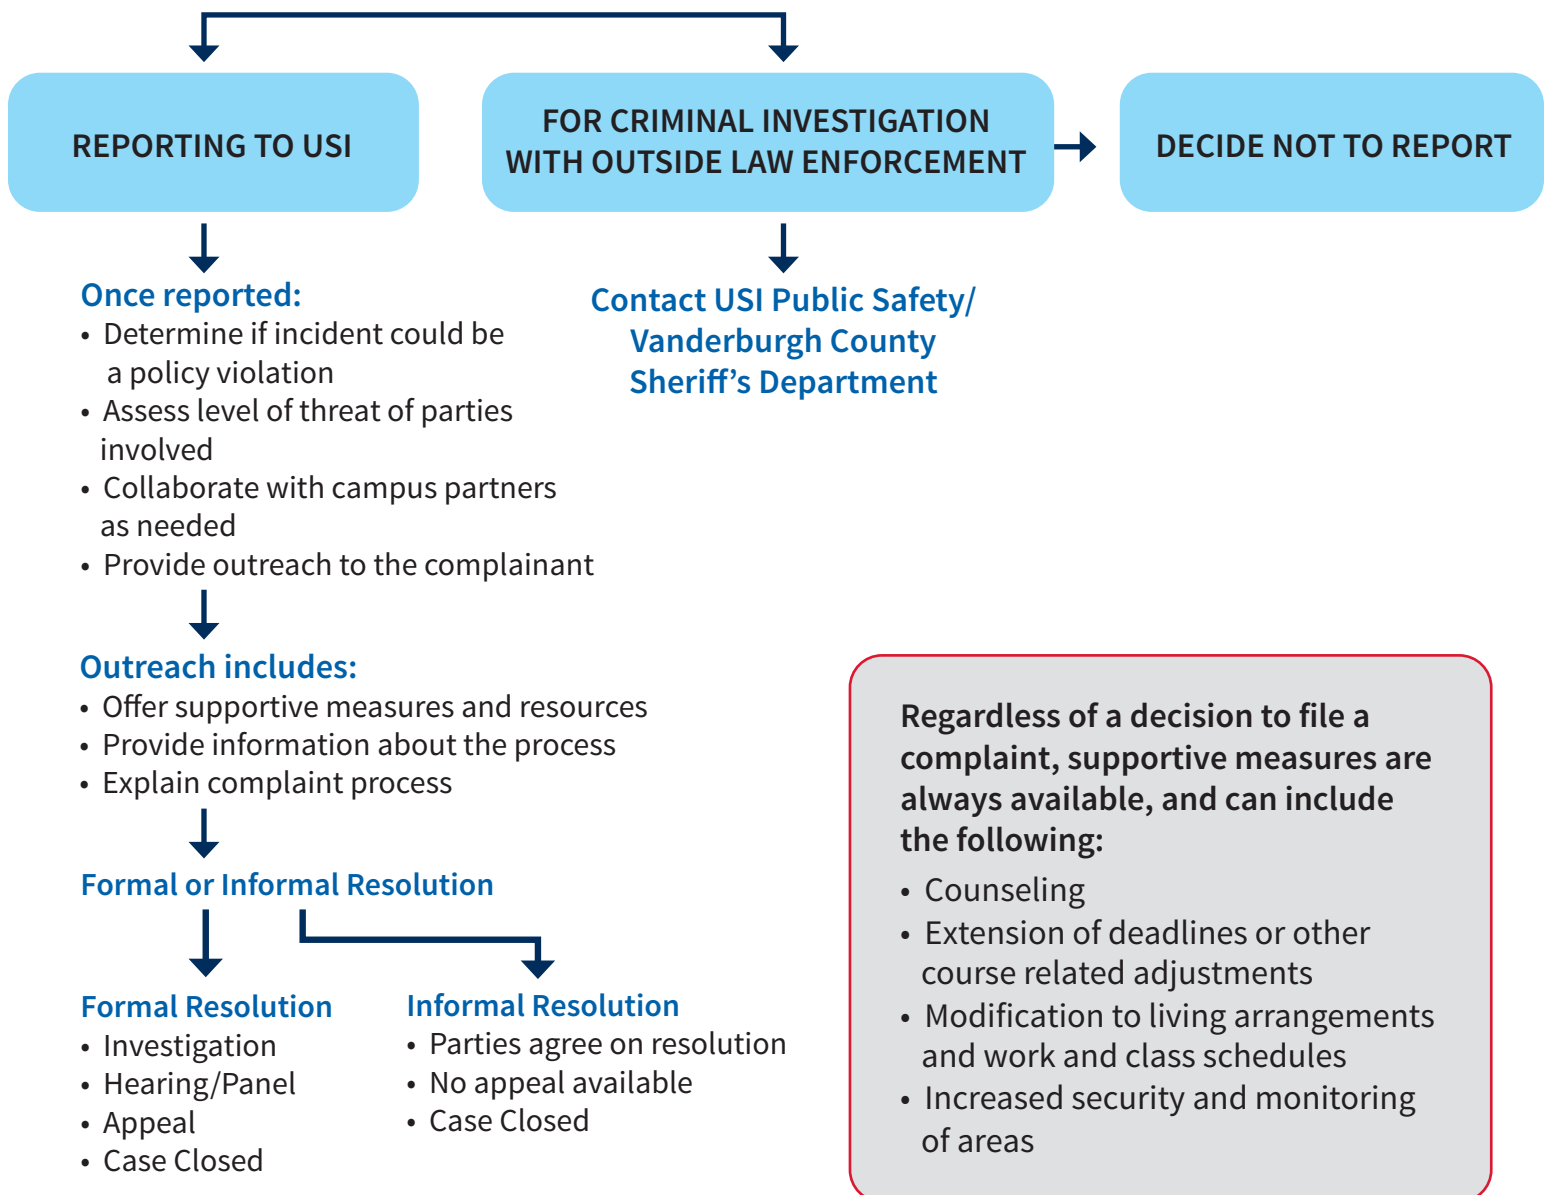 REPORTING TO USI
FOR CRIMINAL INVESTIGATION
WITH OUTSIDE LAW ENFORCEMENT
DECIDE NOT TO REPORT
Once reported:
• Determine if incident could be
a policy violation
• Assess level of threat of parties
involved
• Collaborate with campus partners
as needed
• Provide outreach to the complainant
Contact USI Public Safety/
Vanderburgh County
Sheriff’s Department
Outreach includes:
• Offer supportive measures and resources
• Provide information about the process
• Explain complaint process
Formal or Informal Resolution
Formal Resolution
• Investigation
• Hearing/Panel
• Appeal
• Case Closed
Informal Resolution
• Parties agree on resolution
• No appeal available
• Case Closed
Regardless of a decision to file a
complaint, supportive measures are
always available, and can include
the following:
• Counseling
• Extension of deadlines or other
course related adjustments
• Modification to living arrangements
and work and class schedules
• Increased security and monitoring
of areas